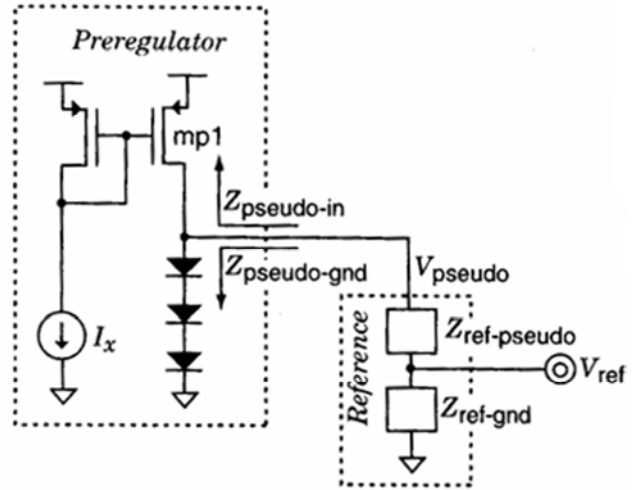 Preregulator
mp1
Zpseudo-in
Zpseudo-gnd
Vpseudo
Ix
Reference
Zref-pseudo
Vref
Zref-gnd